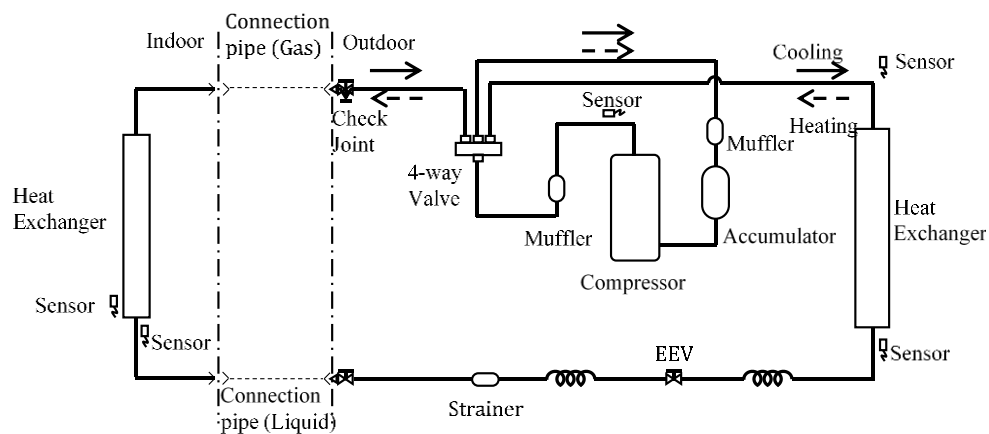 Connection
pipe (Gas)
Indoor
Outdoor
Cooling
Sensor
Sensor
Check
Joint
Heating
Muffler
4-way
Valve
Heat
Exchanger
Muffler
Accumulator
Heat
Exchanger
Compressor
Sensor
Sensor
EEV
Sensor
Connection
pipe (Liquid)
Strainer